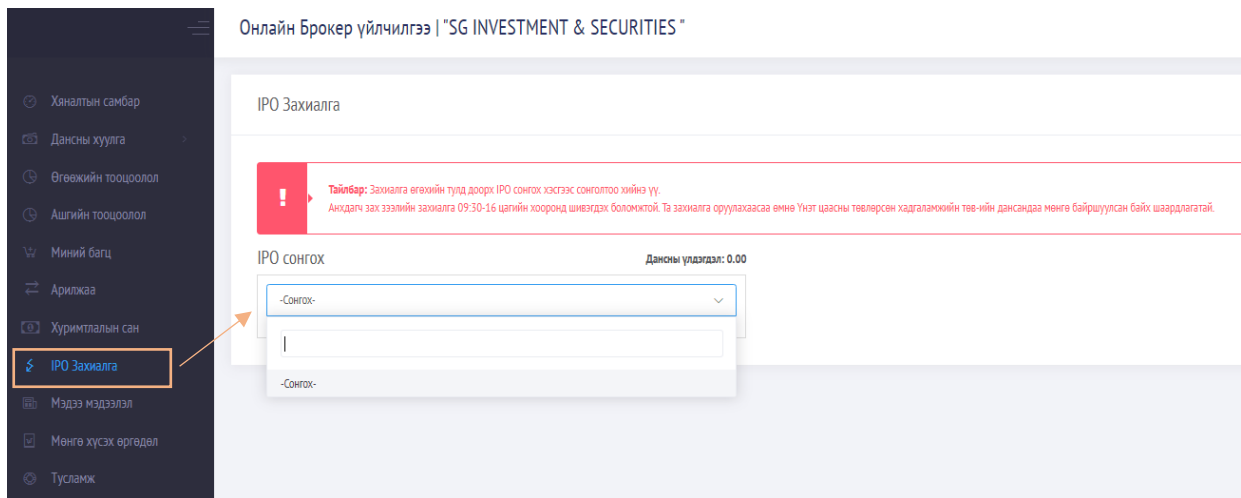 Онлайн Брокер үйлчилгээ | "SG INVESTMENT & SECURITIES "
Хяналтын самбар
Дансны хуулга
Өгөөжийн тооцоолол
Ашгийн тооцоолол
Миний багц
Арилжаа
Хуримтлалын сан
IPO Захиалга
Мэдээ мэдээлэл
Мөнгө хүсэх өргөдөл
Тусламж
IPO Захиалга
Тайлбар: Захиалга өгөхийн тулд доорх IPO сонгох хэсгээс сонголтоо хийнэ үү.
Анхдагч зах зээлийн захиалга 09:30-16 цагийн хооронд шивэгдэх боломжтой. Та захиалга оруулахаасаа өмнө Үнэт цаасны төвлөрсөн хадгаламжийн төв-ийн дансандаа мөнгө байршуулсан байх шаардлагатай.
IPO сонгох
Дансны үлдэгдэл: 0.00
-Сонгох-
-Сонгох-